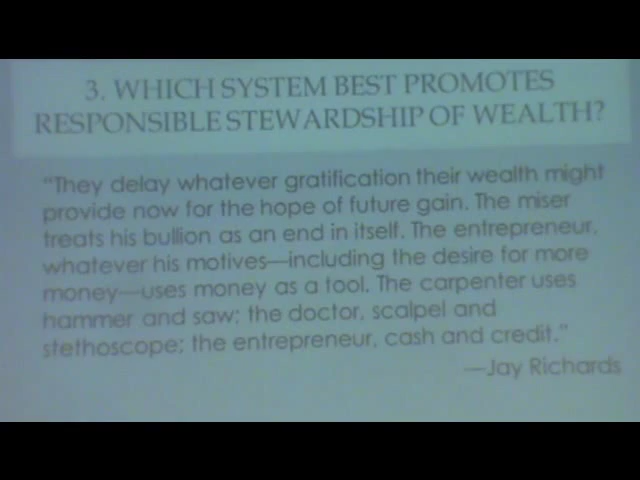 3. WHICH SYSTEM BEST PROMOTES
RESPONSIBLE STEWARDSHIP OF WEALTH?
“They delay whatever gratification their wealth might
provide now for the hope of future gain. The miser
treats his bullion as an end in itself. The entrepreneur,
whatever his motives—including the desire for more
money—uses money as a tool. The carpenter uses
hammer and saw; the doctor, scalpel and
stethoscope; the entrepreneur, cash and credit.”
—Jay Richards